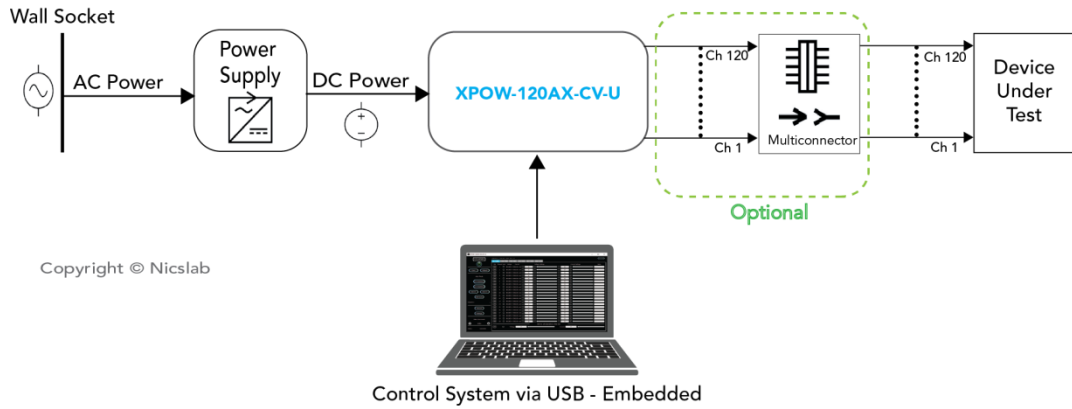 Wall Socket
AC Power
Power
Supply
DC Power
XPOW-120AX-CV-U
Ch 120
Ch 1
Multiconnector
Optional
Ch 120
Ch 1
Device
Under
Test
Copyright © Nicslab
Control System via USB - Embedded